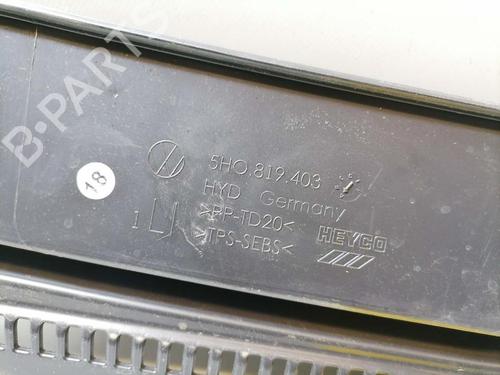 B-PARTS
5H0.819.403
HYD Germany
>PP-TD20<
>TPS-SEBS<
HEYCO
18
1